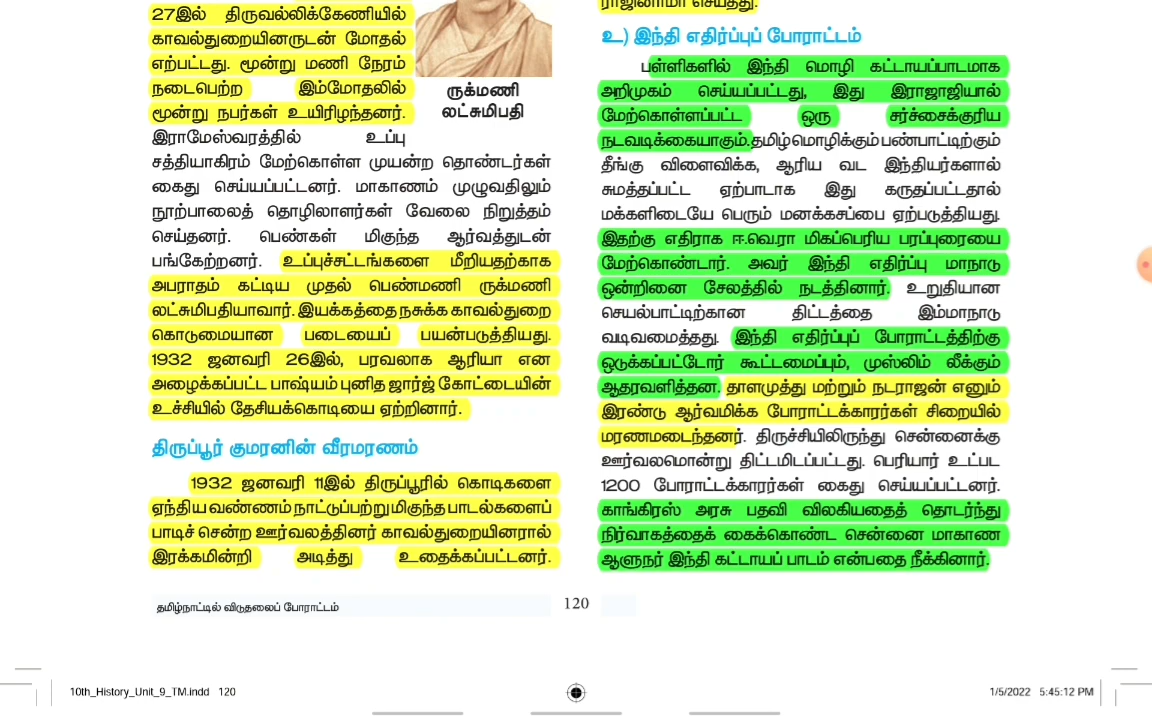 27இல் திருவல்லிக்கேணியில்
காவல்துறையினருடன் மோதல்
எற்பட்டது. மூன்று மணி நேரம்
நடைபெற்ற இம்மோதலில்
மூன்று நபர்கள் உயிரிழந்தனர்.
இராமேஸ்வரத்தில் உப்பு
சத்தியாகிரம் மேற்கொள்ள முயன்ற தொண்டர்கள்
கைது செய்யப்பட்டனர். மாகாணம் முழுவதிலும்
நூற்பாலைத் தொழிலாளர்கள் வேலை நிறுத்தம்
செய்தனர். பெண்கள் மிகுந்த ஆர்வத்துடன்
பங்கேற்றனர். உப்புச்சட்டங்களை மீறியதற்காக
அபராதம் கட்டிய முதல் பெண்மணி ருக்மணி
லட்சுமிபதியாவார். இயக்கத்தை நசுக்க காவல்துறை
கொடுமையான படையைப் பயன்படுத்தியது.
1932 ஜனவரி 26இல், பரவலாக ஆரியா என
அழைக்கப்பட்ட பாஷ்யம் புனித ஜார்ஜ் கோட்டையின்
உச்சியில் தேசியக்கொடியை ஏற்றினார்.
ருக்மணி
லட்சுமிபதி
திருப்பூர் குமரனின் வீரமரணம்
1932 ஜனவரி 11இல் திருப்பூரில் கொடிகளை
ஏந்திய வண்ணம் நாட்டுப்பற்று மிகுந்த பாடல்களைப்
பாடிச் சென்ற ஊர்வலத்தினர் காவல்துறையினரால்
இரக்கமின்றி அடித்து உதைக்கப்பட்டனர்.
ராஜினாமா செய்தது.
உ) இந்தி எதிர்ப்புப் போராட்டம்
பள்ளிகளில் இந்தி மொழி கட்டாயப்பாடமாக
அறிமுகம் செய்யப்பட்டது, இது இராஜாஜியால்
மேற்கொள்ளப்பட்ட ஒரு சர்ச்சைக்குரிய
நடவடிக்கையாகும். தமிழ் மொழிக்கும் பண்பாட்டிற்கும்
தீங்கு விளைவிக்க, ஆரிய வட இந்தியர்களால்
சுமத்தப்பட்ட ஏற்பாடாக இது கருதப்பட்டதால்
மக்களிடையே பெரும் மனக்கசப்பை ஏற்படுத்தியது.
இதற்கு எதிராக ஈ.வெ.ரா மிகப்பெரிய பரப்புரையை
மேற்கொண்டார். அவர் இந்தி எதிர்ப்பு மாநாடு
ஒன்றினை சேலத்தில் நடத்தினார். உறுதியான
செயல்பாட்டிற்கான திட்டத்தை இம்மாநாடு
வடிவமைத்தது. இந்தி எதிர்ப்புப் போராட்டத்திற்கு
ஒடுக்கப்பட்டோர் கூட்டமைப்பும், முஸ்லிம் லீக்கும்
ஆதரவளித்தன. தாளமுத்து மற்றும் நடராஜன் எனும்
இரண்டு ஆர்வமிக்க போராட்டக்காரர்கள் சிறையில்
மரணமடைந்தனர். திருச்சியிலிருந்து சென்னைக்கு
ஊர்வலமொன்று திட்டமிடப்பட்டது. பெரியார் உட்பட
1200 போராட்டக்காரர்கள் கைது செய்யப்பட்டனர்.
காங்கிரஸ் அரசு பதவி விலகியதைத் தொடர்ந்து
நிர்வாகத்தைக் கைக்கொண்ட சென்னை மாகாண
ஆளுநர் இந்தி கட்டாயப் பாடம் என்பதை நீக்கினார்.
தமிழ்நாட்டில் விடுதலைப் போராட்டம்
120
10th_History_Unit_9_TM.indd 120
1/5/2022 5:45:12 PM